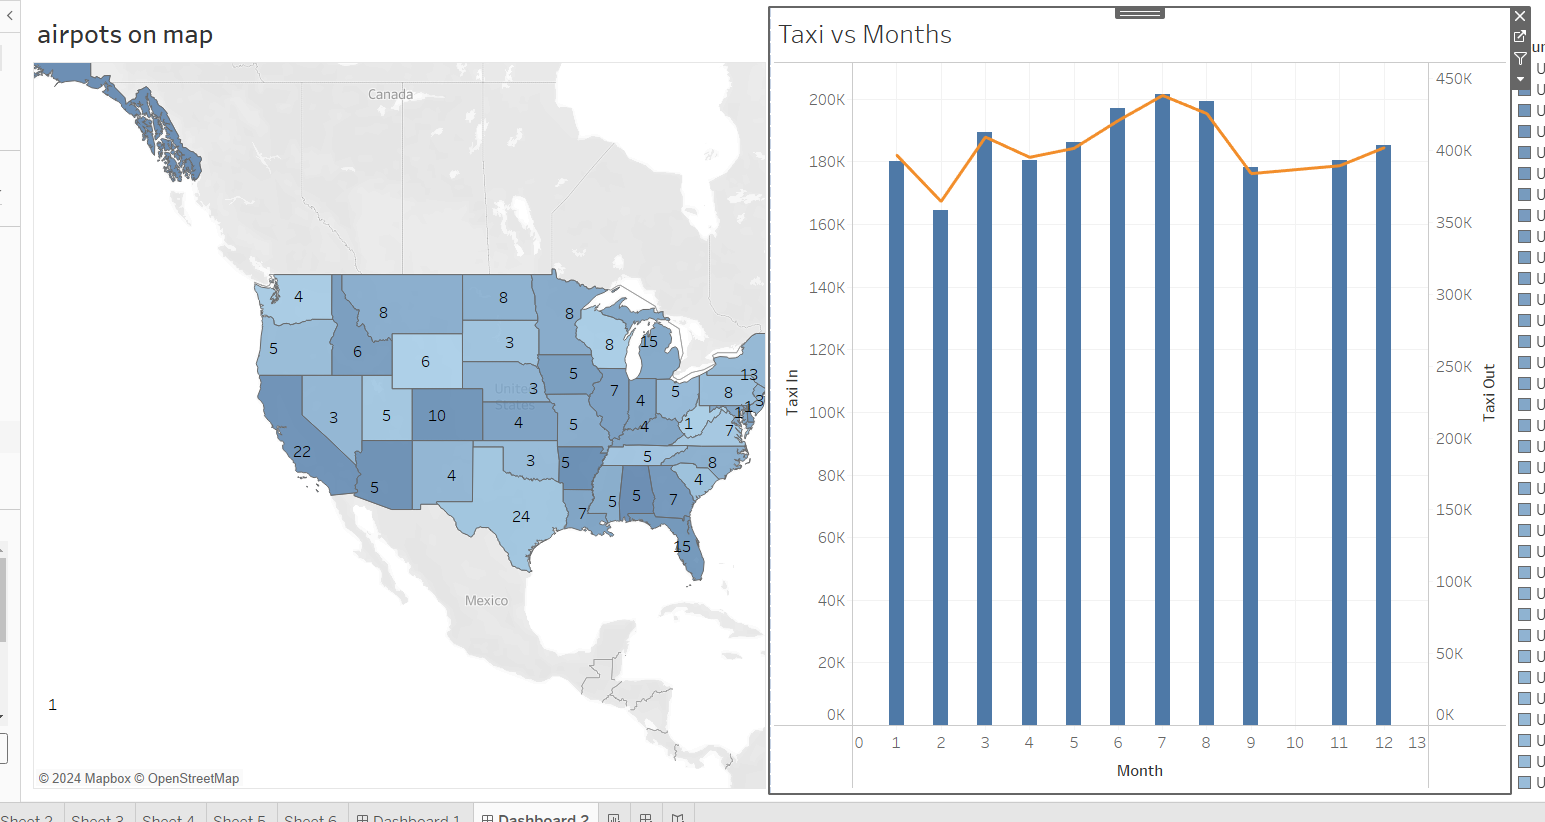 airpots on map
Canada
4
8
8
8
5
6
6
3
8
15
13
3
5
7
4
5
8
3
3
5
10
4
5
4
1
11
7
22
5
4
3
5
5
8
4
24
7
5
5
7
15
United States
Mexico
1
© 2024 Mapbox © OpenStreetMap
Taxi vs Months
200K
180K
160K
140K
120K
100K
80K
60K
40K
20K
0K
Taxi In
450K
400K
350K
300K
250K
200K
150K
100K
50K
0K
Taxi Out
0 1 2 3 4 5 6 7 8 9 10 11 12 13
Month
Sheet 2 Sheet 3 Sheet 4 Sheet 5 Sheet 6 Dashboard 1 Dashboard 2